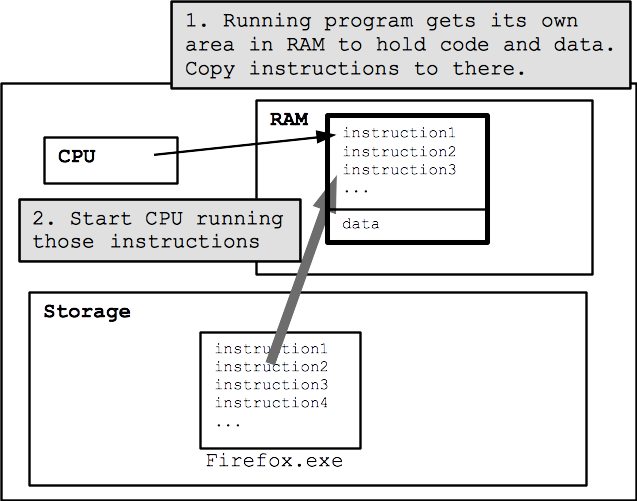 1. Running program gets its own
area in RAM to hold code and data.
Copy instructions to there.
RAM
instruction1
instruction2
instruction3
...
data
CPU
2. Start CPU running
those instructions
Storage
instruction1
instruction2
instruction3
instruction4
...
Firefox.exe